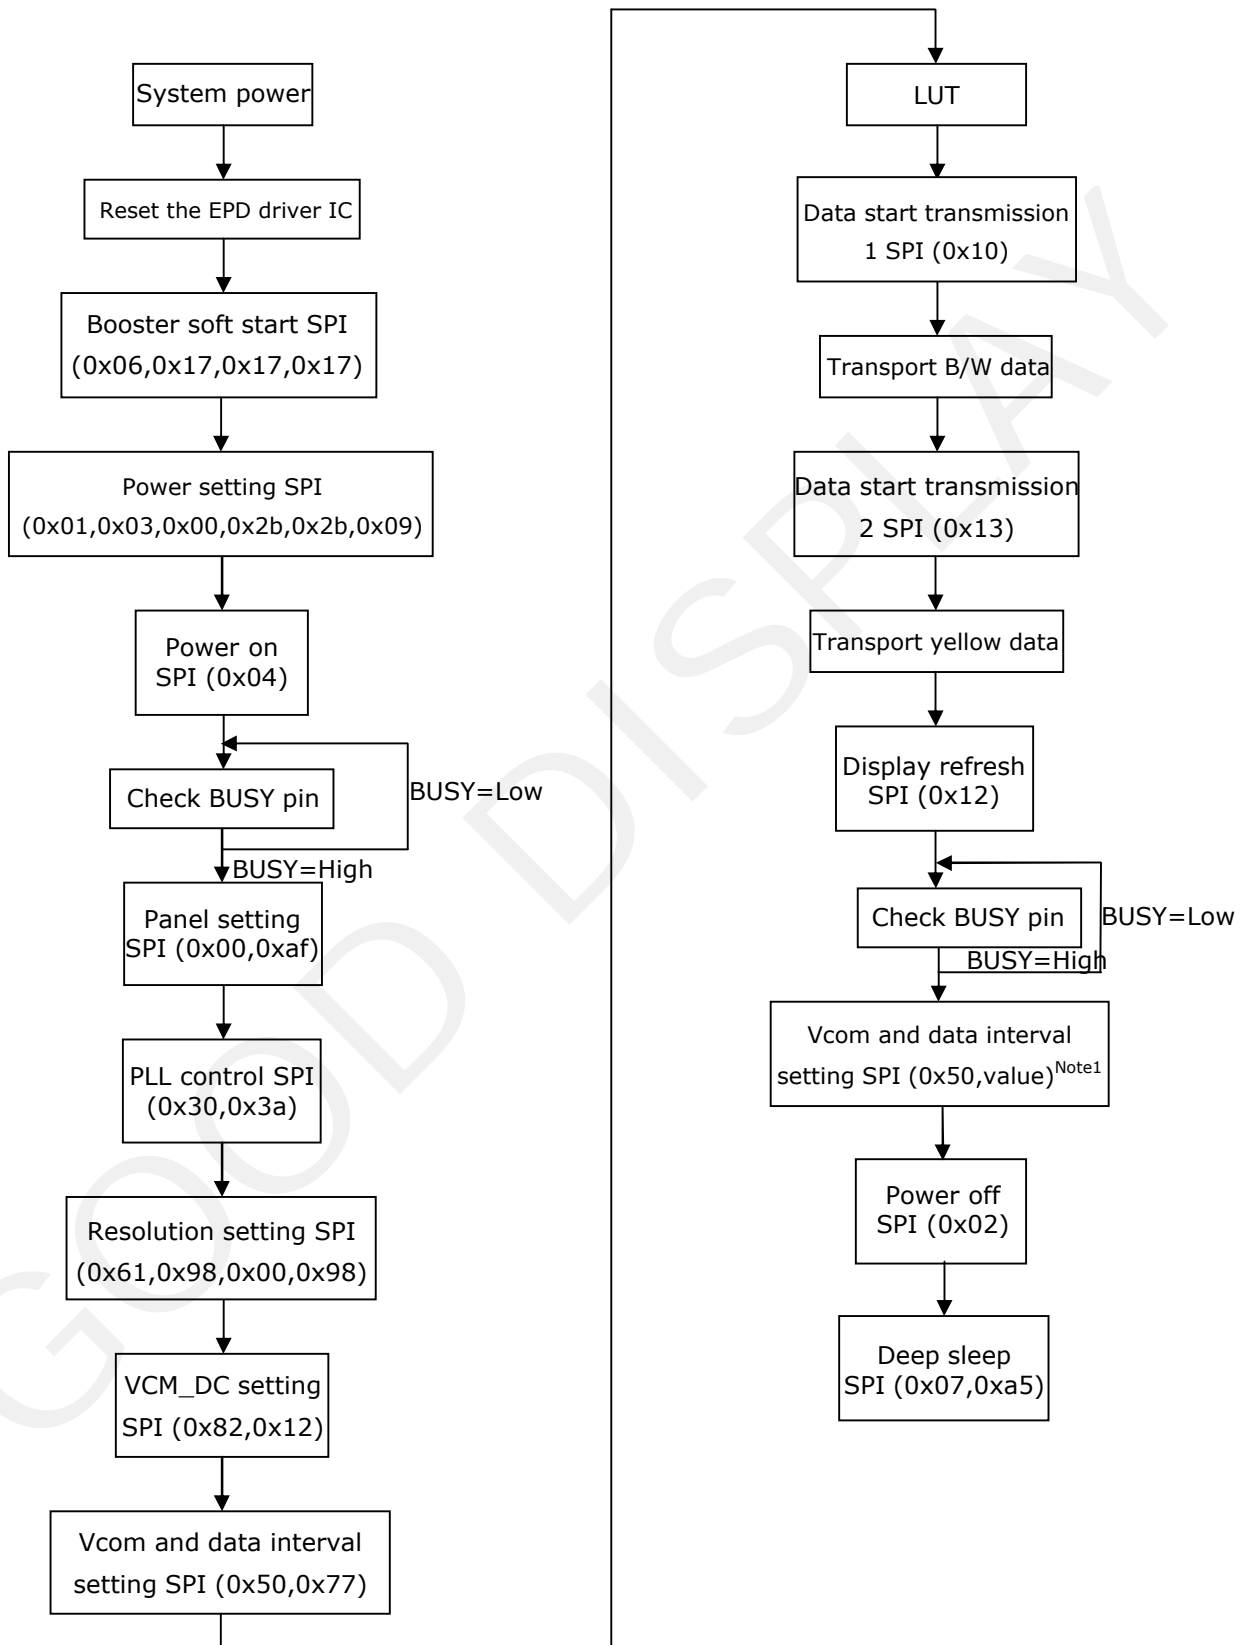 System power
Reset the EPD driver IC
Booster soft start SPI
(0x06,0x17,0x17,0x17)
Power setting SPI
(0x01,0x03,0x00,0x2b,0x2b,0x09)
Power on
SPI (0x04)
Check BUSY pin
BUSY=Low
BUSY=High
Panel setting
SPI (0x00,0xaf)
PLL control SPI
(0x30,0x3a)
Resolution setting SPI
(0x61,0x98,0x00,0x98)
VCM_DC setting
SPI (0x82,0x12)
Vcom and data interval
setting SPI (0x50,0x77)
LUT
Data start transmission
1 SPI (0x10)
Transport B/W data
Data start transmission
2 SPI (0x13)
Transport yellow data
Display refresh
SPI (0x12)
Check BUSY pin
BUSY=Low
BUSY=High
Vcom and data interval
setting SPI (0x50,value)Note1
Power off
SPI (0x02)
Deep sleep
SPI (0x07,0xa5)
GOOD DISPLAY